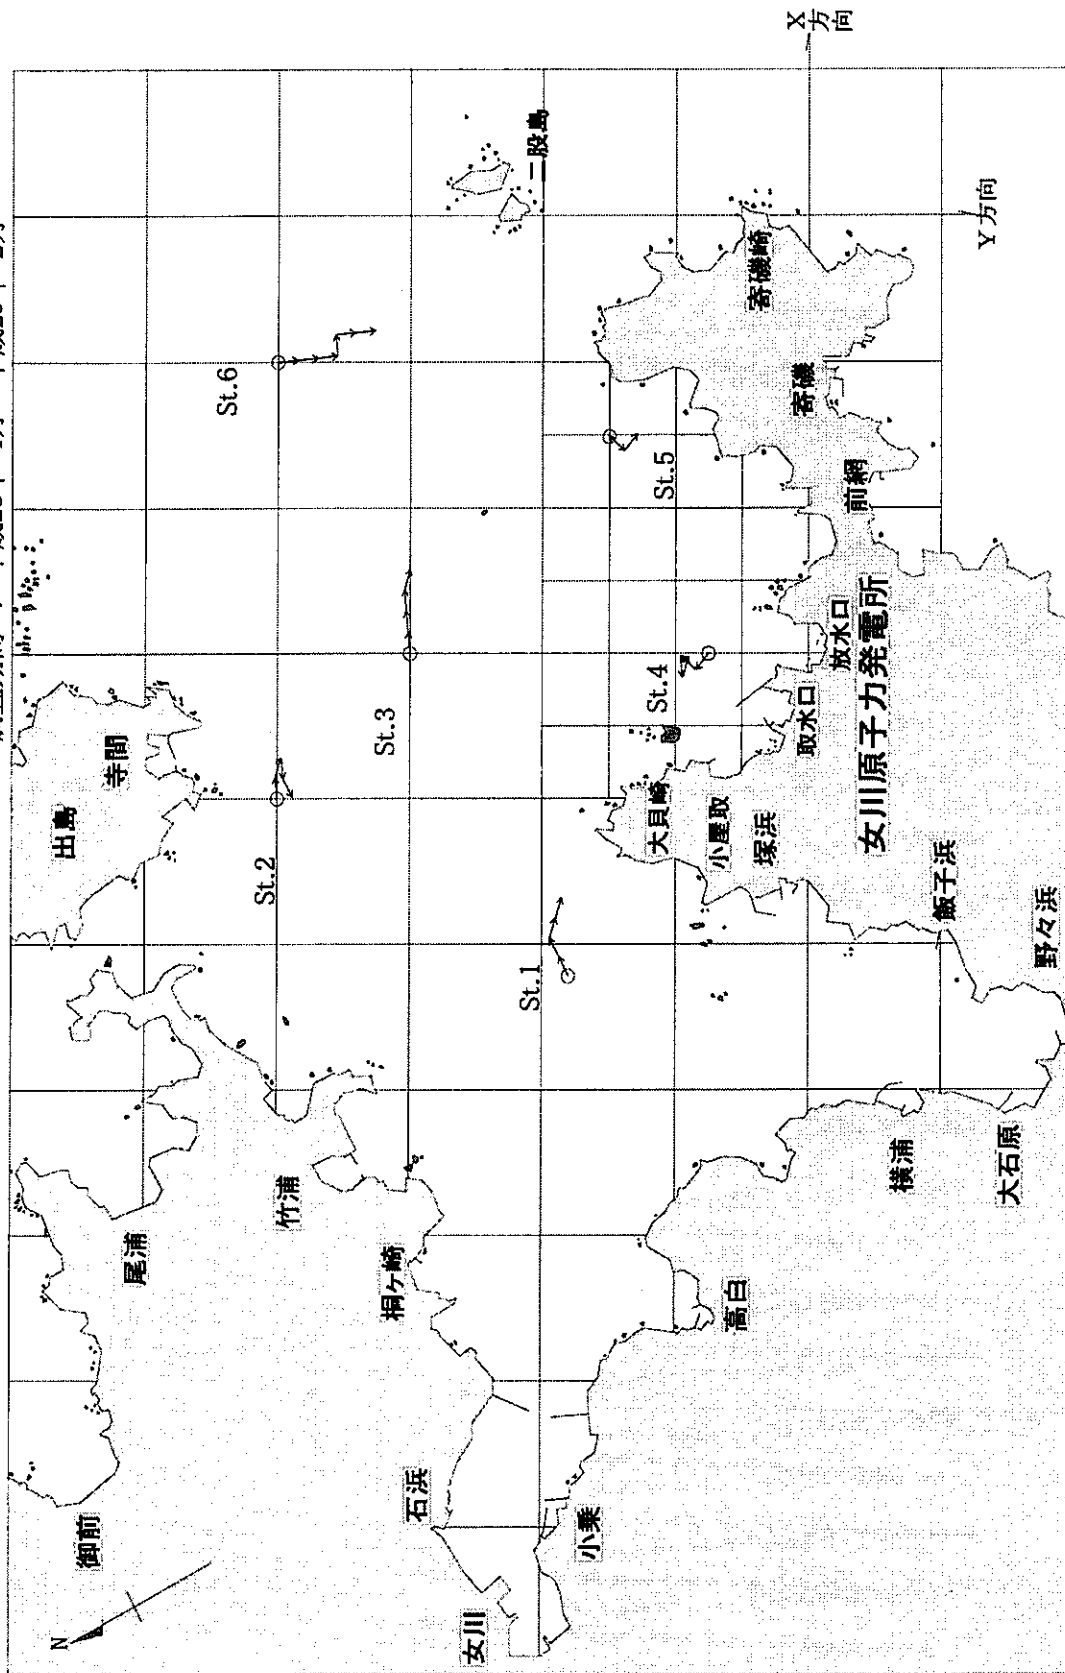 X方向
Y方向
二股島
寄磯崎
寄磯
前網
St.6
St.5
St.4
St.3
St.2
St.1
放水口
取水口
女川原子力発電所
寺間
出島
大貝崎
小屋取
塚浜
飯子浜
野々浜
大石原
横浦
高白
竹浦
尾浦
桐ヶ崎
石浜
小乗
女川
御前
N